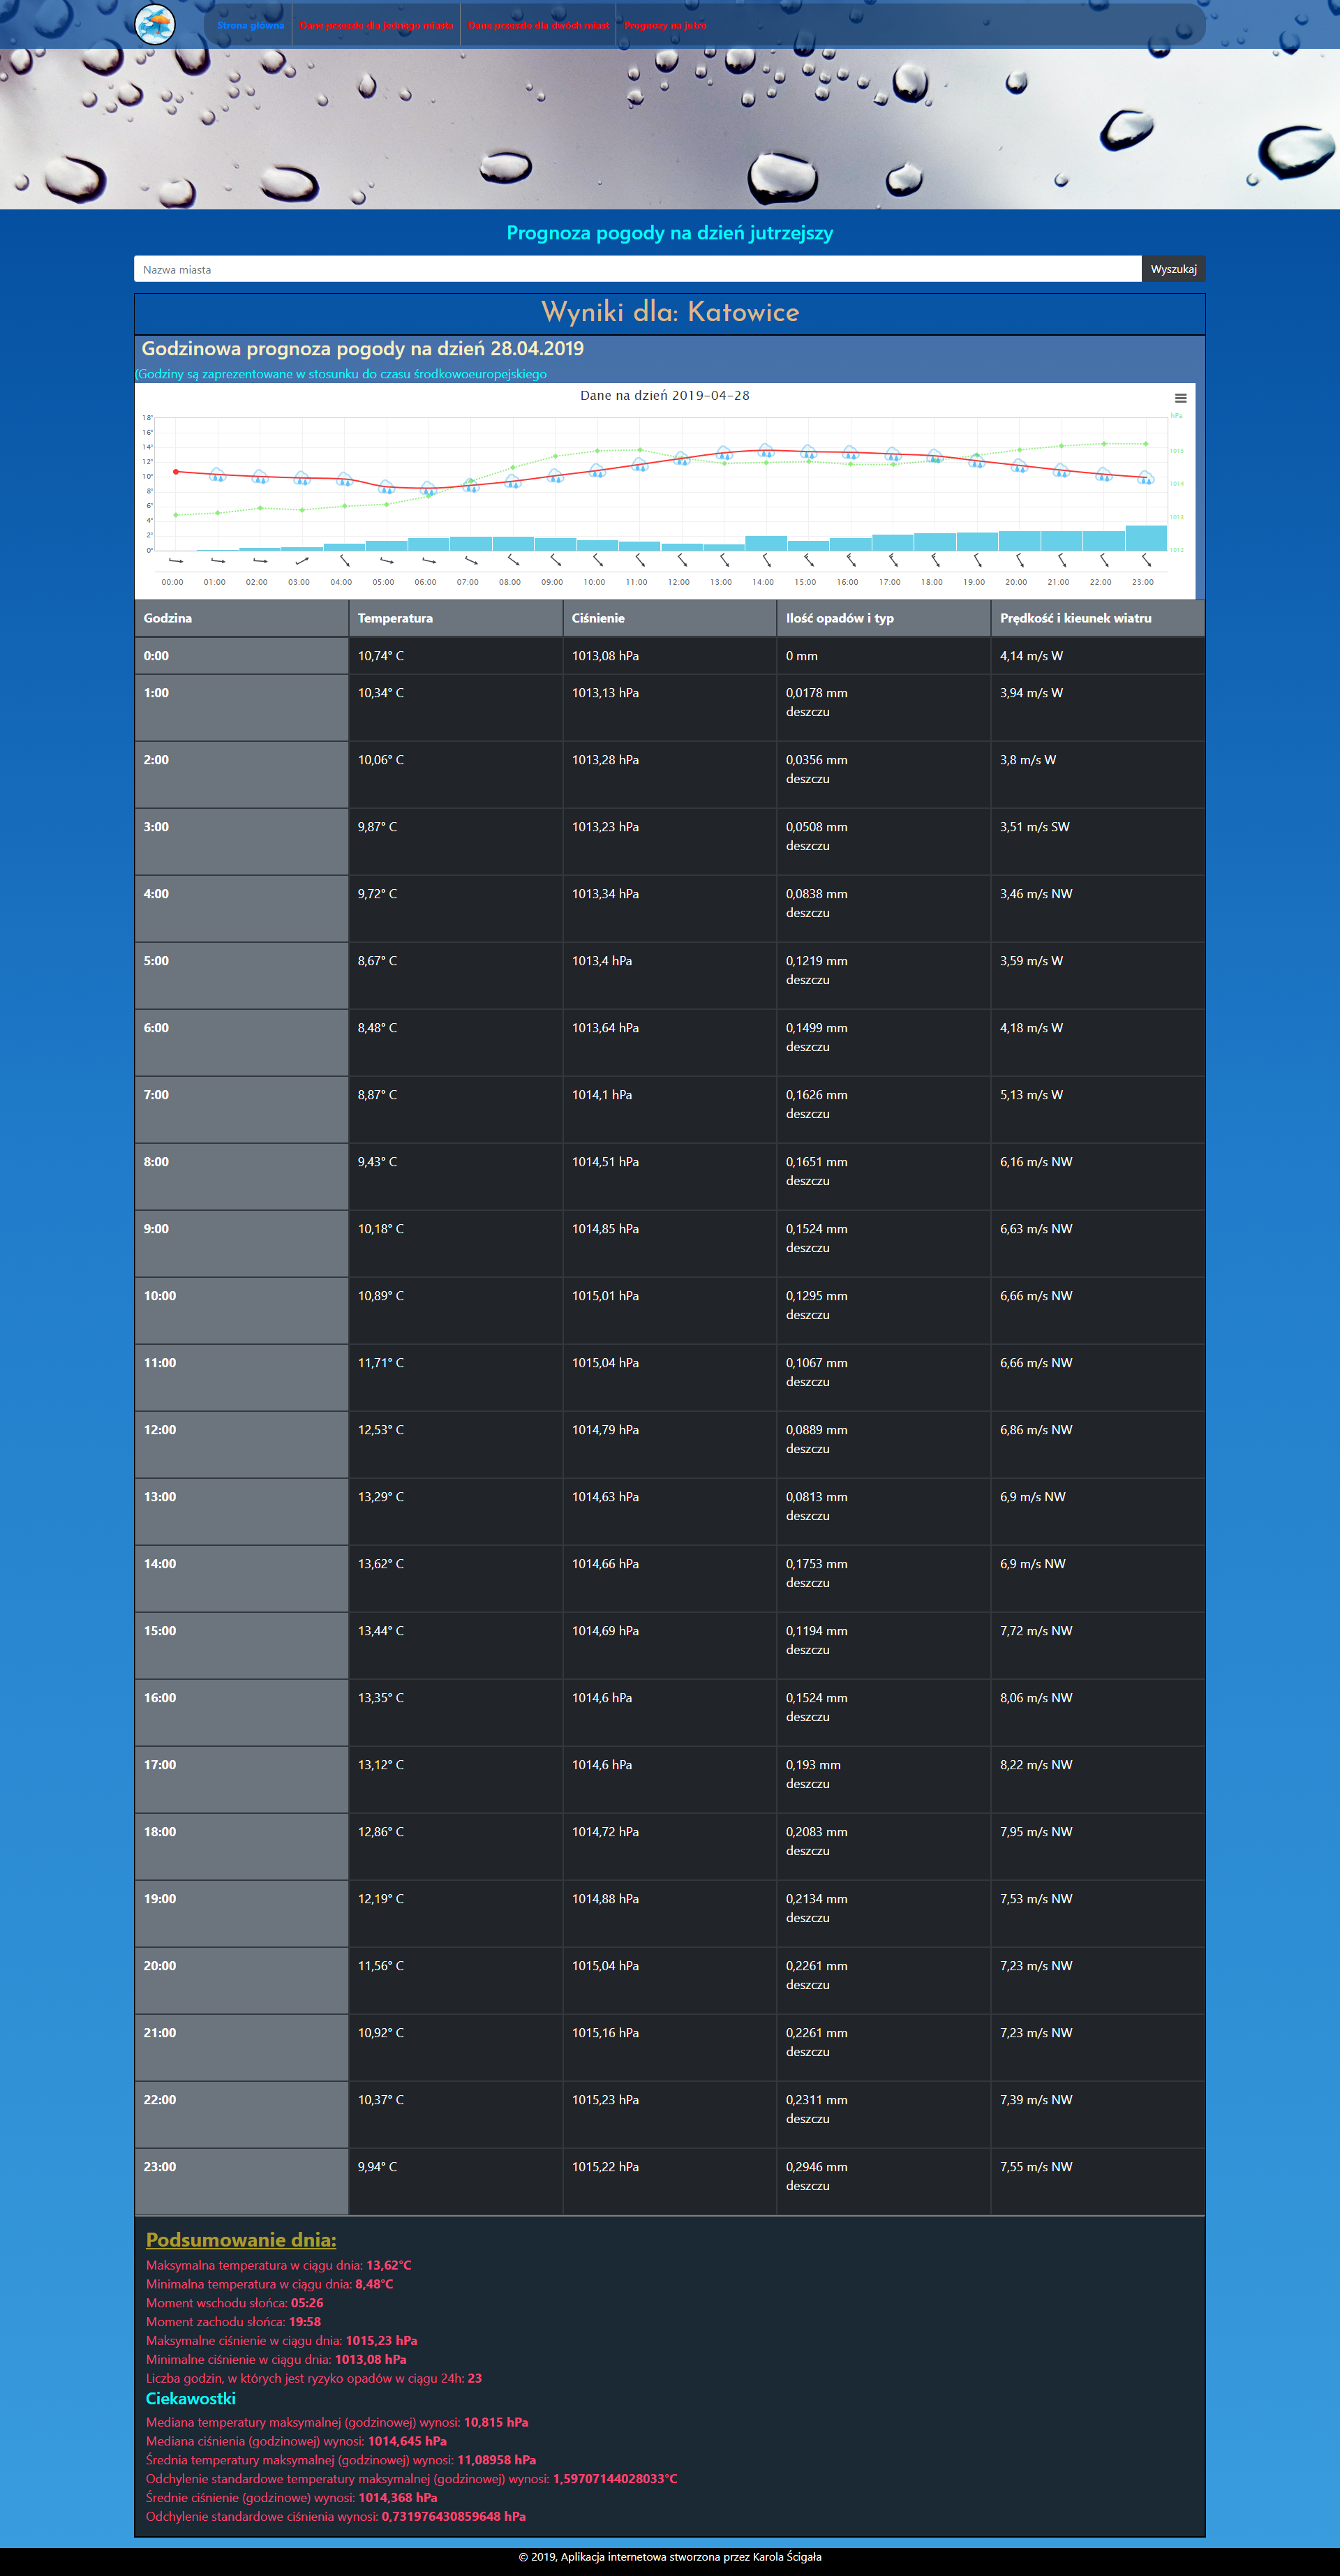 Strona główna Dane przeszłe dla jednego miasta Dane przeszłe dla dwóch miast Prognozy na jutro
Prognoza pogody na dzień jutrzejszy
Nazwa miasta Wyszukaj
Wyniki dla: Katowice
Godzinowa prognoza pogody na dzień 28.04.2019
(Godziny są zaprezentowane w stosunku do czasu środkowoeuropejskiego
Dane na dzień 2019-04-28
hPa
18°
16°
14°
12°
10°
8°
6°
4°
2°
0°
1015
1014
1013
1012
00:00 01:00 02:00 03:00 04:00 05:00 06:00 07:00 08:00 09:00 10:00 11:00 12:00 13:00 14:00 15:00 16:00 17:00 18:00 19:00 20:00 21:00 22:00 23:00
Godzina Temperatura Ciśnienie Ilość opadów i typ Prędkość i kieunek wiatru
0:00 10,74° C 1013,08 hPa 0 mm 4,14 m/s W
1:00 10,34° C 1013,13 hPa 0,0178 mm 3,94 m/s W
deszczu
2:00 10,06° C 1013,28 hPa 0,0356 mm 3,8 m/s W
deszczu
3:00 9,87° C 1013,23 hPa 0,0508 mm 3,51 m/s SW
deszczu
4:00 9,72° C 1013,34 hPa 0,0838 mm 3,46 m/s NW
deszczu
5:00 8,67° C 1013,4 hPa 0,1219 mm 3,59 m/s W
deszczu
6:00 8,48° C 1013,64 hPa 0,1499 mm 4,18 m/s W
deszczu
7:00 8,87° C 1014,1 hPa 0,1626 mm 5,13 m/s W
deszczu
8:00 9,43° C 1014,51 hPa 0,1651 mm 6,16 m/s NW
deszczu
9:00 10,18° C 1014,85 hPa 0,1524 mm 6,63 m/s NW
deszczu
10:00 10,89° C 1015,01 hPa 0,1295 mm 6,66 m/s NW
deszczu
11:00 11,71° C 1015,04 hPa 0,1067 mm 6,66 m/s NW
deszczu
12:00 12,53° C 1014,79 hPa 0,0889 mm 6,86 m/s NW
deszczu
13:00 13,29° C 1014,63 hPa 0,0813 mm 6,9 m/s NW
deszczu
14:00 13,62° C 1014,66 hPa 0,1753 mm 6,9 m/s NW
deszczu
15:00 13,44° C 1014,69 hPa 0,1194 mm 7,72 m/s NW
deszczu
16:00 13,35° C 1014,6 hPa 0,1524 mm 8,06 m/s NW
deszczu
17:00 13,12° C 1014,6 hPa 0,193 mm 8,22 m/s NW
deszczu
18:00 12,86° C 1014,72 hPa 0,2083 mm 7,95 m/s NW
deszczu
19:00 12,19° C 1014,88 hPa 0,2134 mm 7,53 m/s NW
deszczu
20:00 11,56° C 1015,04 hPa 0,2261 mm 7,23 m/s NW
deszczu
21:00 10,92° C 1015,16 hPa 0,2261 mm 7,23 m/s NW
deszczu
22:00 10,37° C 1015,23 hPa 0,2311 mm 7,39 m/s NW
deszczu
23:00 9,94° C 1015,22 hPa 0,2946 mm 7,55 m/s NW
deszczu
Podsumowanie dnia:
Maksymalna temperatura w ciągu dnia: 13,62°C
Minimalna temperatura w ciągu dnia: 8,48°C
Moment wschodu słońca: 05:26
Moment zachodu słońca: 19:58
Maksymalne ciśnienie w ciągu dnia: 1015,23 hPa
Minimalne ciśnienie w ciągu dnia: 1013,08 hPa
Liczba godzin, w których jest ryzyko opadów w ciągu 24h: 23
Ciekawostki
Mediana temperatury maksymalnej (godzinowej) wynosi: 10,815 hPa
Mediana ciśnienia (godzinowej) wynosi: 1014,645 hPa
Średnia temperatury maksymalnej (godzinowej) wynosi: 11,08958 hPa
Odchylenie standardowe temperatury maksymalnej (godzinowej) wynosi: 1,59707144028033°C
Średnie ciśnienie (godzinowe) wynosi: 1014,368 hPa
Odchylenie standardowe ciśnienia wynosi: 0,731976430859648 hPa
© 2019, Aplikacja internetowa stworzona przez Karola Ścigała